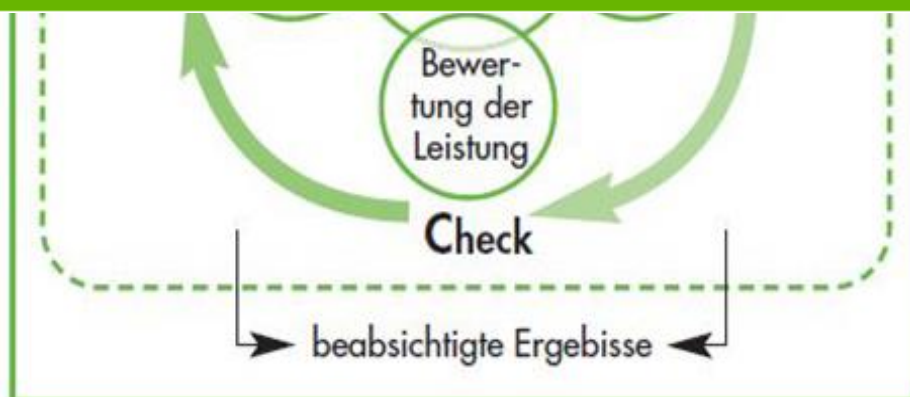 Bewer-
tung der
Leistung
Check
beabsichtigte Ergebisse